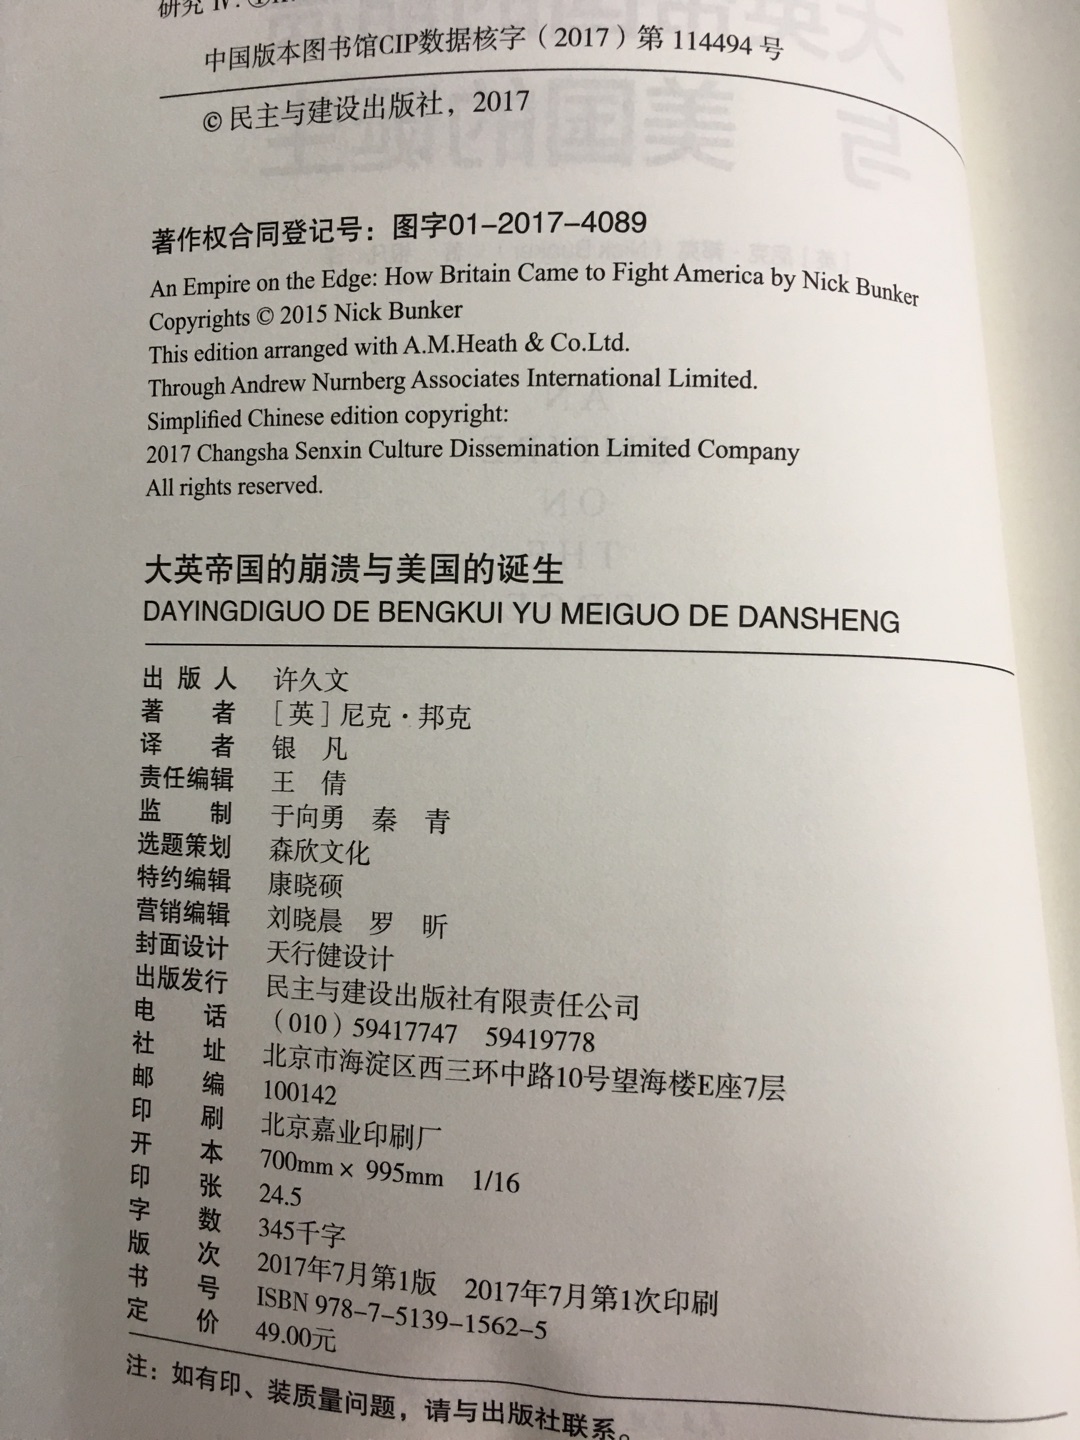 研究 Ⅳ.
中国版本图书馆CIP数据核字（2017）第 114494 号
©民主与建设出版社，2017
著作权合同登记号：图字01-2017-4089
An Empire on the Edge: How Britain Came to Fight America by Nick Bunker
Copyrights © 2015 Nick Bunker
This edition arranged with A.M.Heath & Co.Ltd.
Through Andrew Nurnberg Associates International Limited.
Simplified Chinese edition copyright:
2017 Changsha Senxin Culture Dissemination Limited Company
All rights reserved.
大英帝国的崩溃与美国的诞生
DAYINGDIGUO DE BENGKUI YU MEIGUO DE DANSHENG
出版人 许久文
著者 ［英］尼克·邦克
译者 银 凡
责任编辑 王 倩
监制 于向勇 秦 青
选题策划 森欣文化
特约编辑 康晓硕
营销编辑 刘晓晨 罗 昕
封面设计 天行健设计
出版发行 民主与建设出版社有限责任公司
电话 （010）59417747 59419778
社址 北京市海淀区西三环中路10号望海楼E座7层
邮编 100142
印刷 北京嘉业印刷厂
开本 700mm × 995mm 1/16
印张 24.5
字数 345千字
版次 2017年7月第1版 2017年7月第1次印刷
书号 ISBN 978-7-5139-1562-5
定价 49.00元
注：如有印、装质量问题，请与出版社联系。